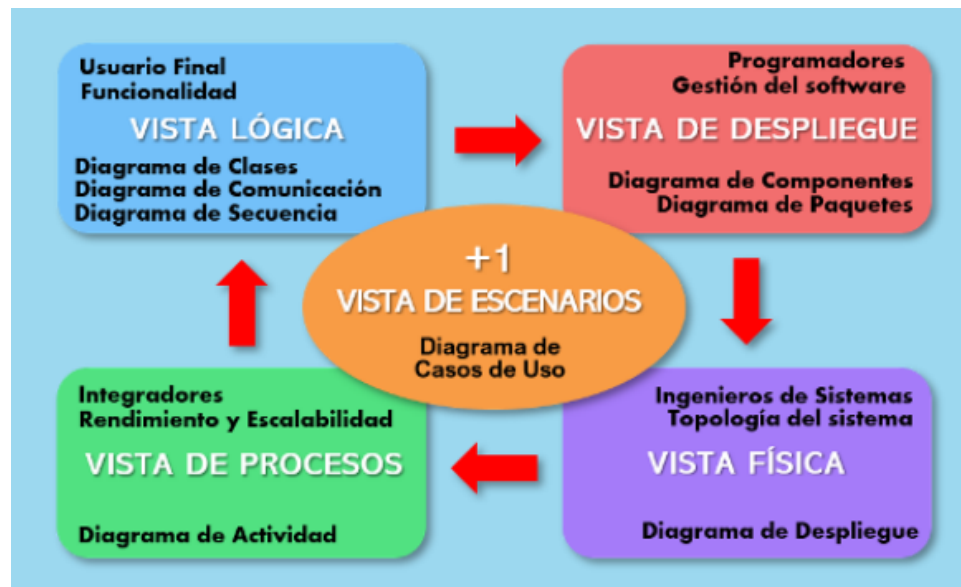 Usuario Final
Funcionalidad
VISTA LÓGICA
Diagrama de Clases
Diagrama de Comunicación
Diagrama de Secuencia
Programadores
Gestión del software
VISTA DE DESPLIEGUE
Diagrama de Componentes
Diagrama de Paquetes
+1
VISTA DE ESCENARIOS
Diagrama de
Casos de Uso
Integradores
Rendimiento y Escalabilidad
VISTA DE PROCESOS
Diagrama de Actividad
Ingenieros de Sistemas
Topología del sistema
VISTA FÍSICA
Diagrama de Despliegue